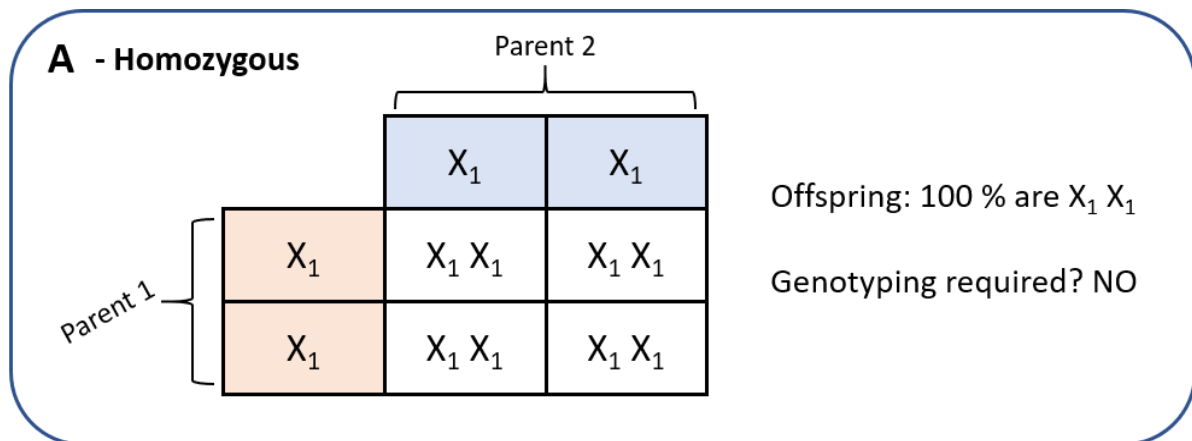 A - Homozygous
Parent 2
X₁ X₁
Offspring: 100 % are X₁ X₁
Genotyping required? NO
Parent 1
X₁ X₁ X₁ X₁ X₁
X₁ X₁ X₁ X₁ X₁